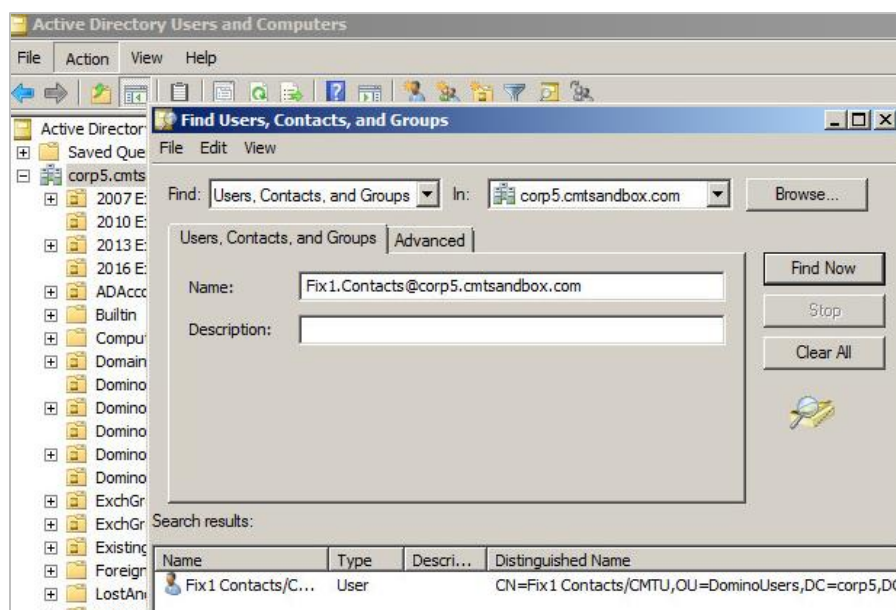 Active Directory Users and Computers
File Action View Help
Find Users, Contacts, and Groups
File Edit View
Find: Users, Contacts, and Groups In: corp5.cmtsandbox.com Browse...
Users, Contacts, and Groups Advanced
Name: Fix1.Contacts@corp5.cmtsandbox.com
Description:
Find Now
Stop
Clear All
Search results:
Name Type Descri... Distinguished Name
Fix1 Contacts/C... User CN=Fix1 Contacts/CMTU,OU=DominoUsers,DC=corp5,DC
Active Director
Saved Que
corp5.cmts
2007 E
2010 E
2013 E
2016 E
ADAcco
Builtin
Compu
Domain
Domino
Domino
Domino
Domino
Domino
ExchGr
ExchGr
Existing
Foreign
LostAn